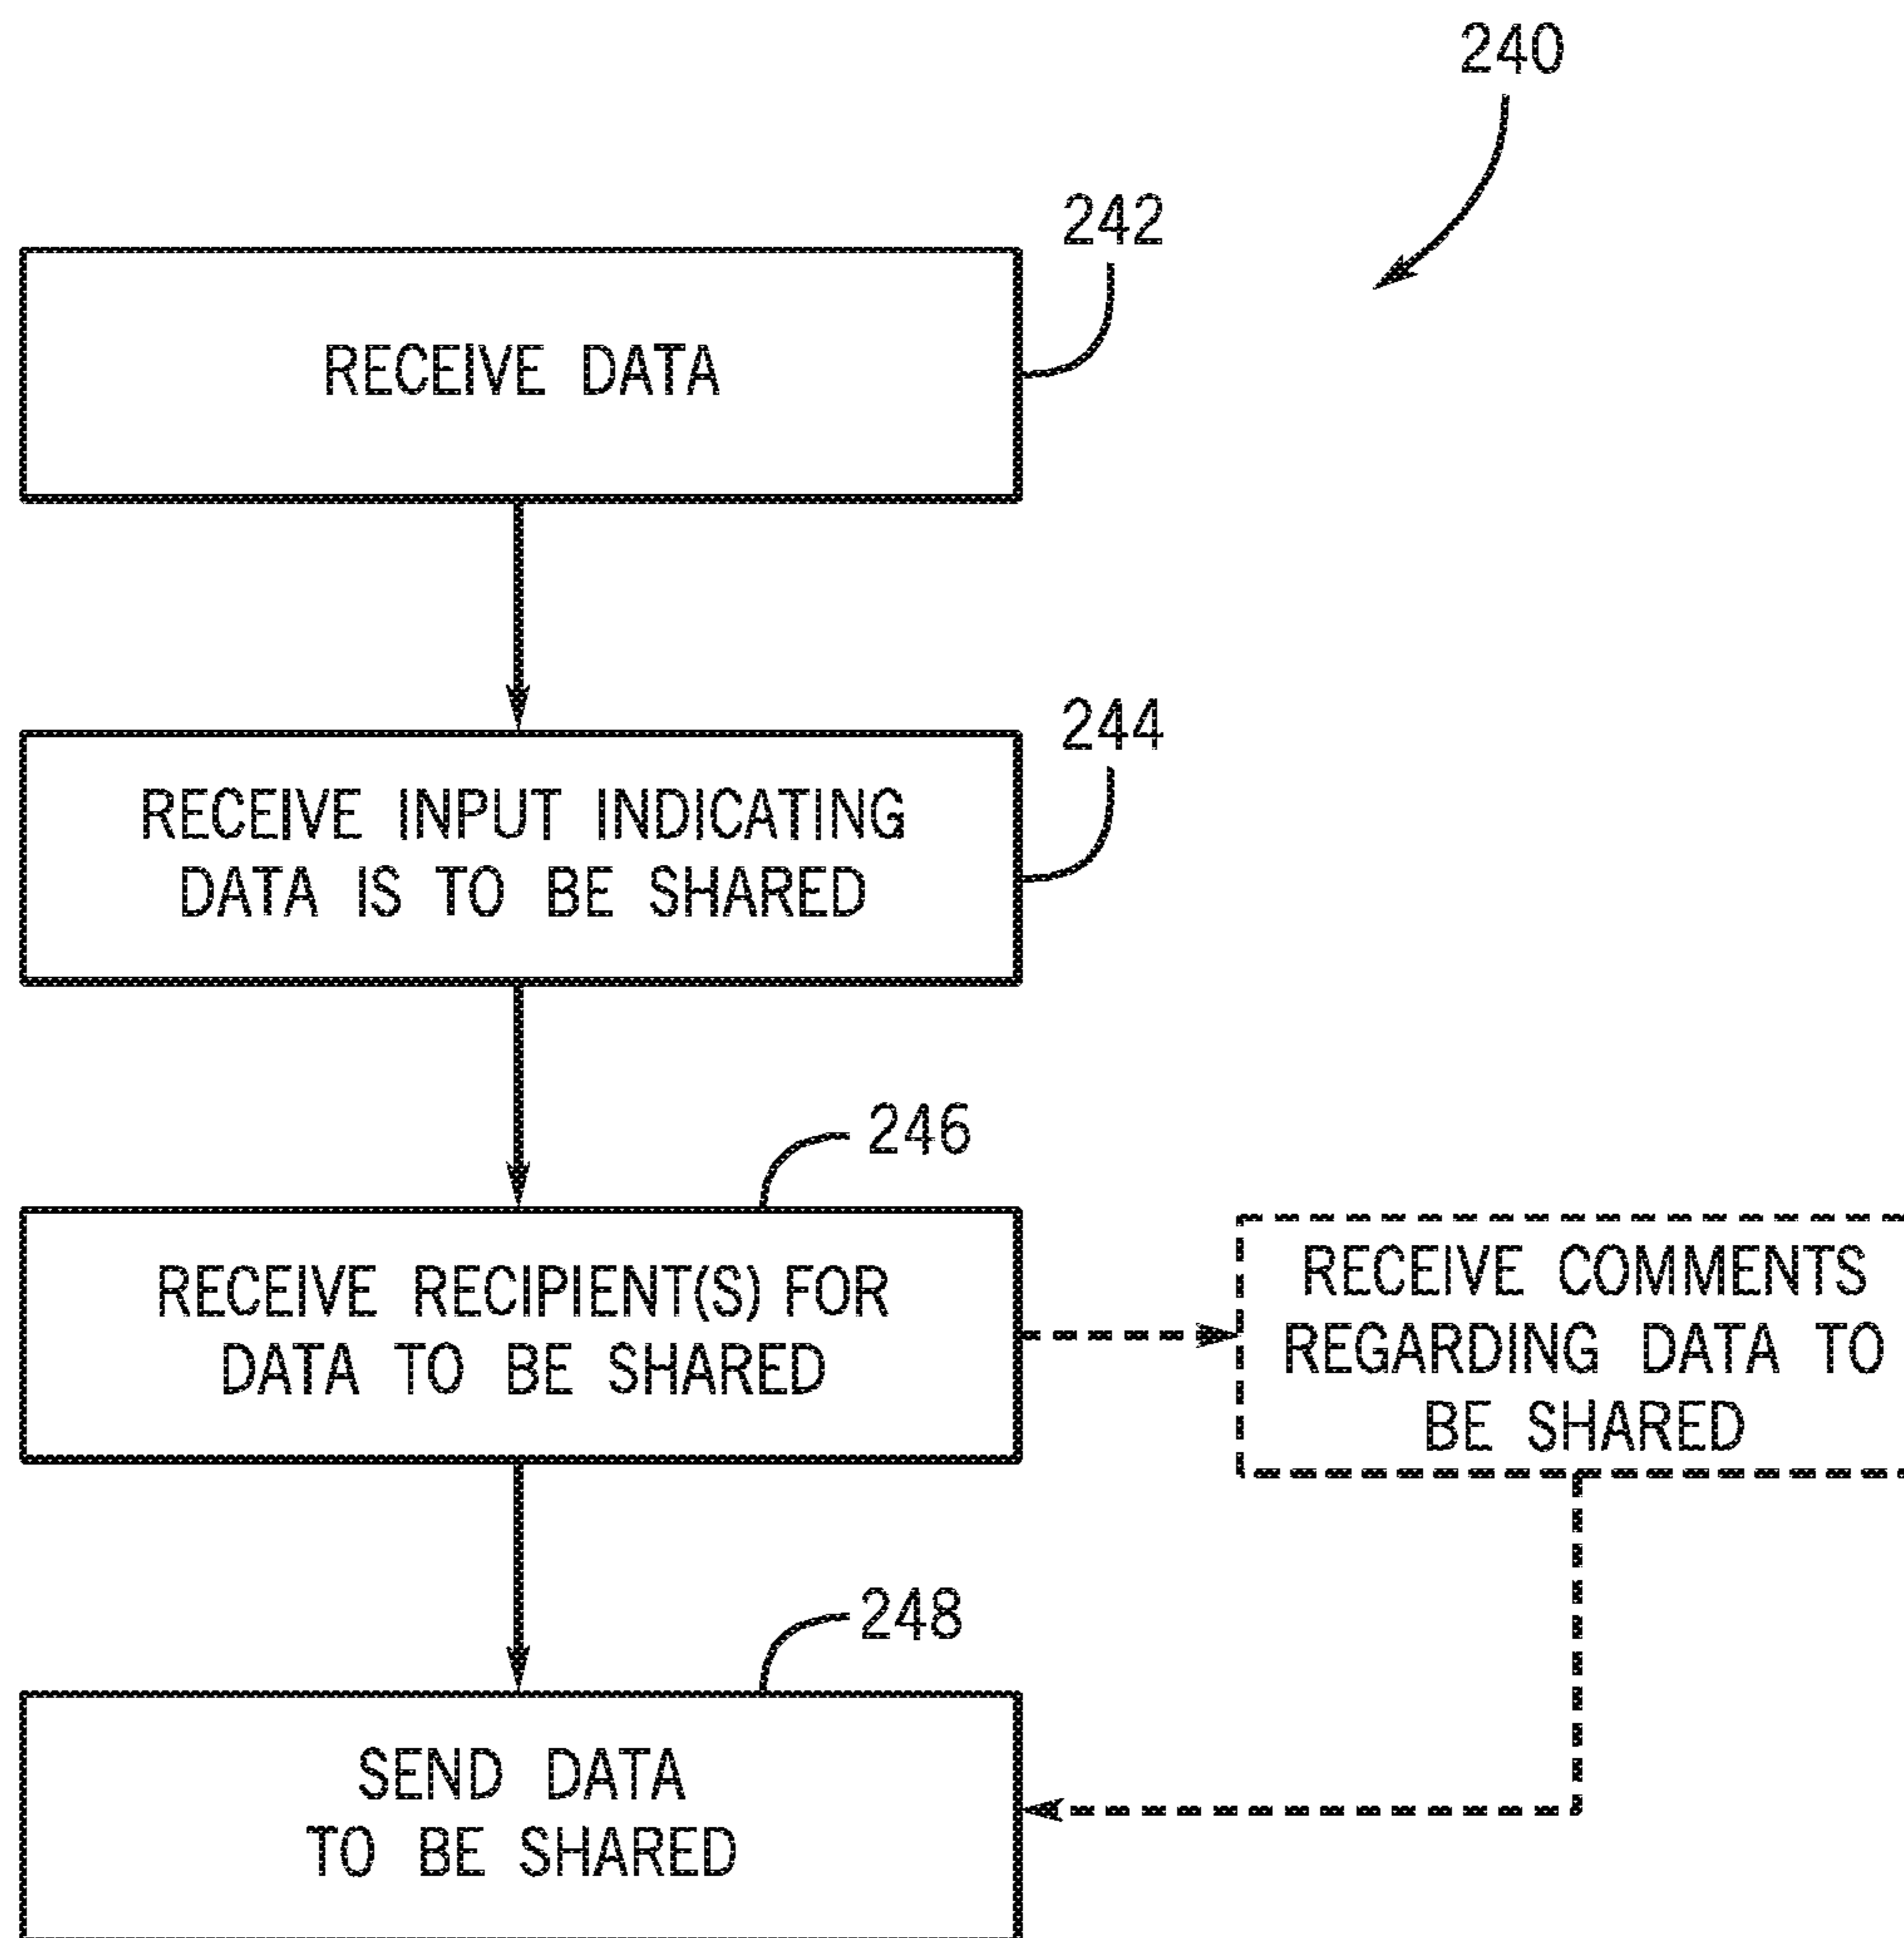 240
242
RECEIVE DATA
244
RECEIVE INPUT INDICATING
DATA IS TO BE SHARED
246
RECEIVE RECIPIENT(S) FOR
DATA TO BE SHARED
RECEIVE COMMENTS
REGARDING DATA TO
BE SHARED
248
SEND DATA
TO BE SHARED